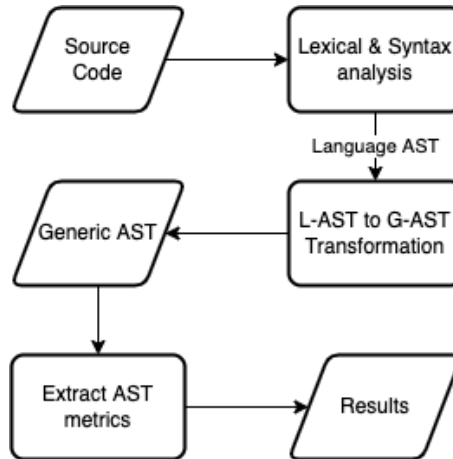 Source
Code
Lexical & Syntax
analysis
Language AST
L-AST to G-AST
Transformation
Generic AST
Extract AST
metrics
Results